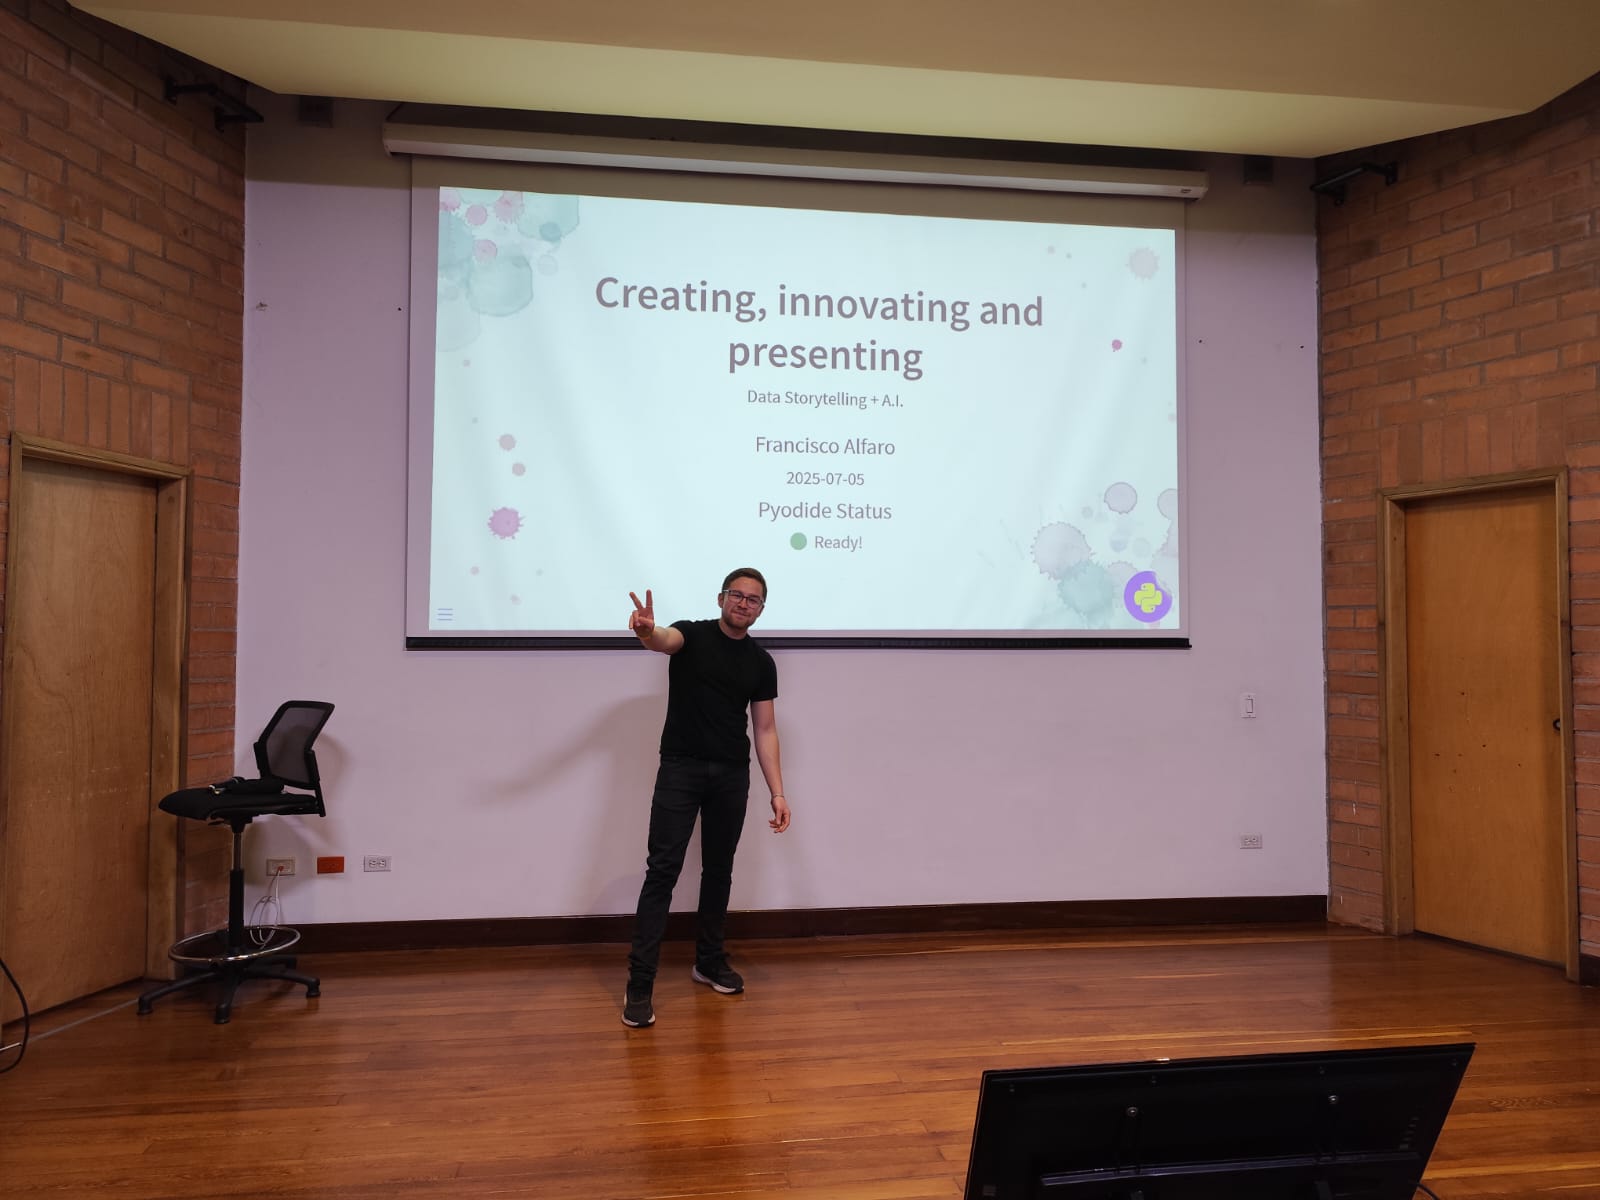 Creating, innovating and
presenting
Data Storytelling + A.I.
Francisco Alfaro
2025-07-05
Pyodide Status
Ready!